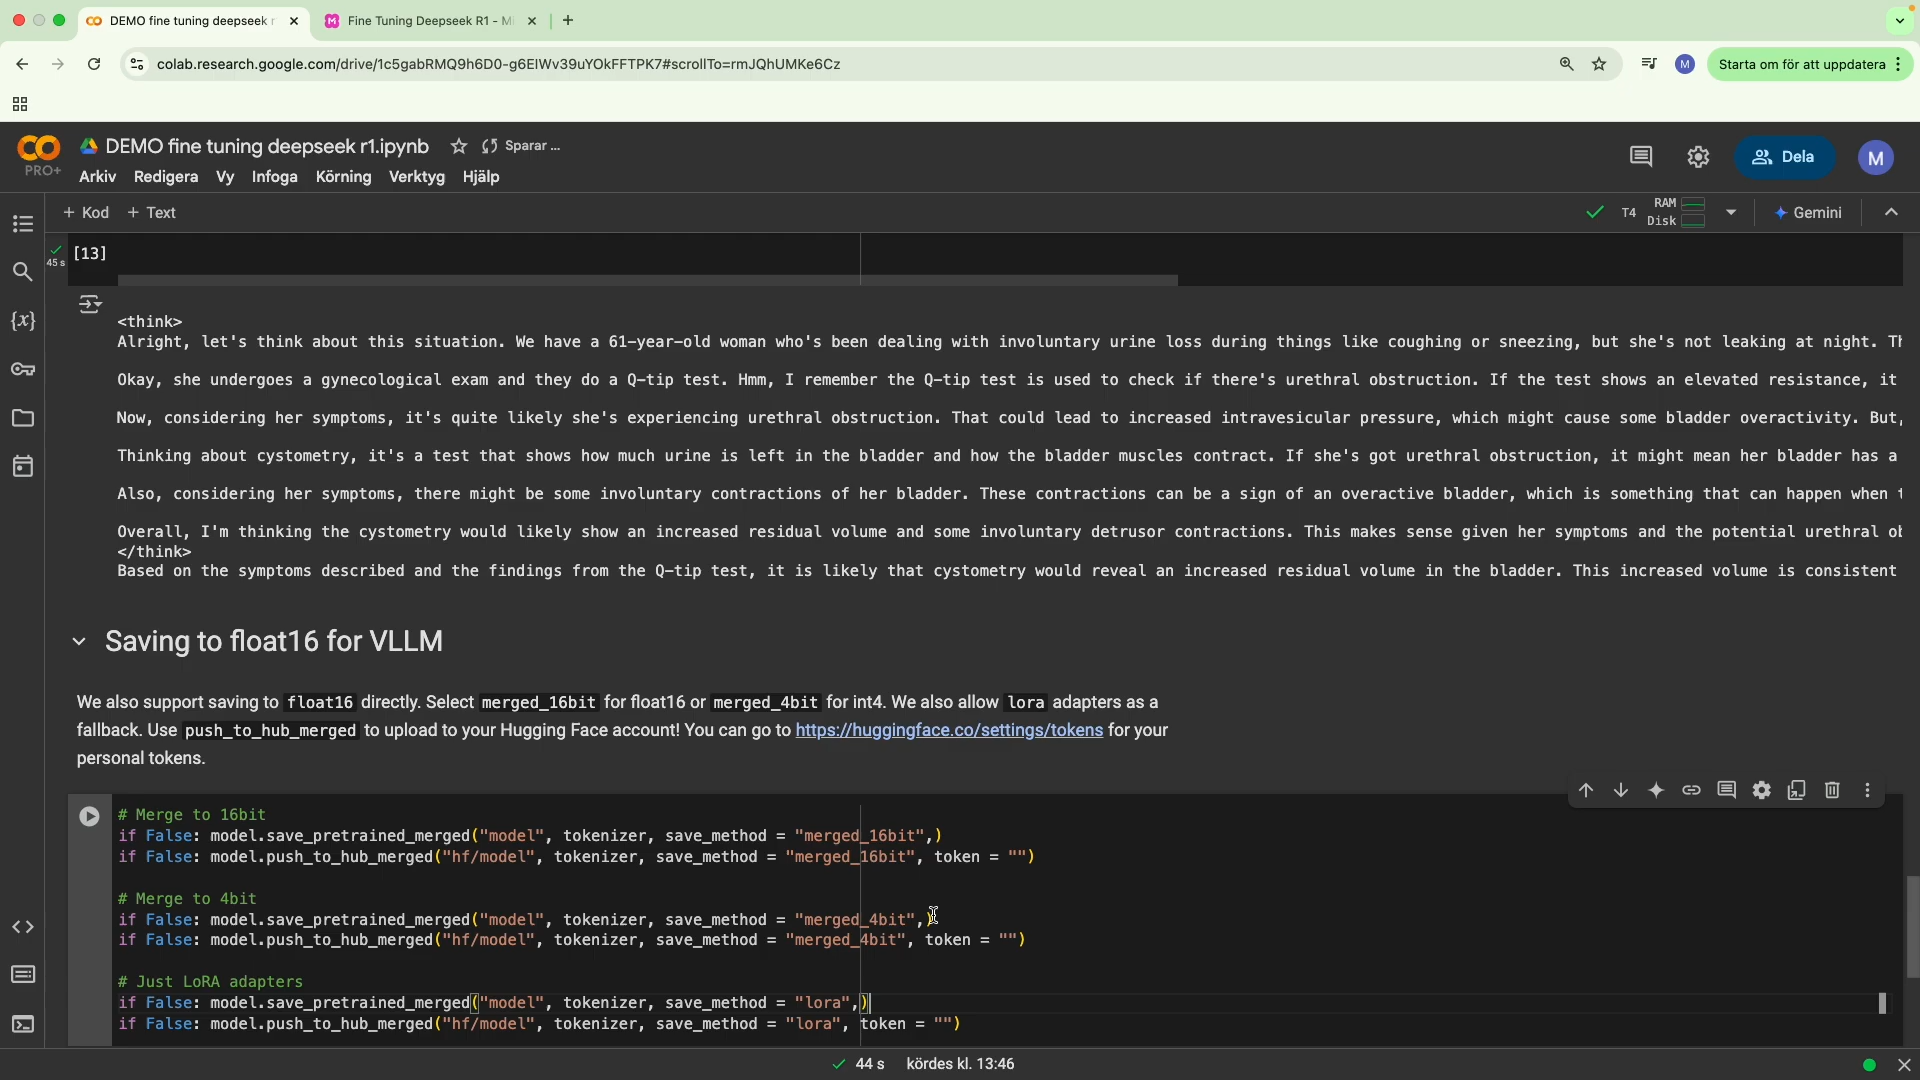 DEMO fine tuning deepseek r
Fine Tuning Deepseek R1 - M
colab.research.google.com/drive/1c5gabRMQ9h6D0-g6ElWv39uYOkFFTPK7#scrollTo=rmJQhUMKe6Cz
M
Starta om för att uppdatera
PRO+
DEMO fine tuning deepseek r1.ipynb
Sparar ...
Dela
M
Arkiv Redigera Vy Infoga Körning Verktyg Hjälp
+ Kod + Text
T4
RAM
Disk
Gemini
45 s
[13]
<think>
Alright, let's think about this situation. We have a 61-year-old woman who's been dealing with involuntary urine loss during things like coughing or sneezing, but she's not leaking at night. Th
Okay, she undergoes a gynecological exam and they do a Q-tip test. Hmm, I remember the Q-tip test is used to check if there's urethral obstruction. If the test shows an elevated resistance, it
Now, considering her symptoms, it's quite likely she's experiencing urethral obstruction. That could lead to increased intravesicular pressure, which might cause some bladder overactivity. But,
Thinking about cystometry, it's a test that shows how much urine is left in the bladder and how the bladder muscles contract. If she's got urethral obstruction, it might mean her bladder has a
Also, considering her symptoms, there might be some involuntary contractions of her bladder. These contractions can be a sign of an overactive bladder, which is something that can happen when t
Overall, I'm thinking the cystometry would likely show an increased residual volume and some involuntary detrusor contractions. This makes sense given her symptoms and the potential urethral ob
</think>
Based on the symptoms described and the findings from the Q-tip test, it is likely that cystometry would reveal an increased residual volume in the bladder. This increased volume is consistent
Saving to float16 for VLLM
We also support saving to float16 directly. Select merged_16bit for float16 or merged_4bit for int4. We also allow lora adapters as a
fallback. Use push_to_hub_merged to upload to your Hugging Face account! You can go to https://huggingface.co/settings/tokens for your
personal tokens.
# Merge to 16bit
if False: model.save_pretrained_merged("model", tokenizer, save_method = "merged_16bit",)
if False: model.push_to_hub_merged("hf/model", tokenizer, save_method = "merged_16bit", token = "")
# Merge to 4bit
if False: model.save_pretrained_merged("model", tokenizer, save_method = "merged_4bit",)
if False: model.push_to_hub_merged("hf/model", tokenizer, save_method = "merged_4bit", token = "")
# Just LoRA adapters
if False: model.save_pretrained_merged("model", tokenizer, save_method = "lora",)
if False: model.push_to_hub_merged("hf/model", tokenizer, save_method = "lora", token = "")
44 s kördes kl. 13:46